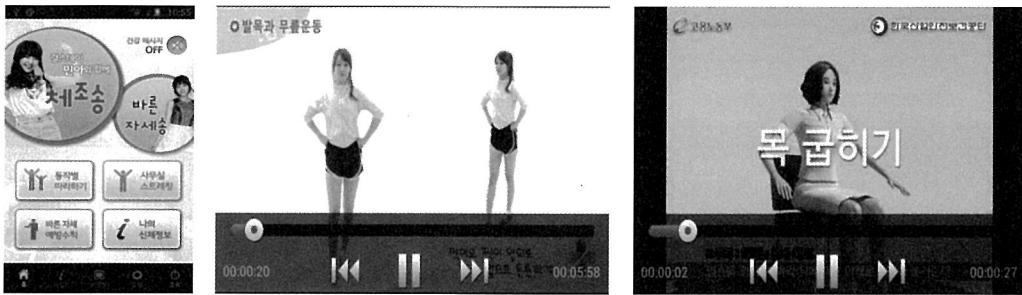 10:55
건강 메시지
OFF
체조송
바른
자세송
동작별
따라하기
사무실
스트레칭
바른 자세
예방수칙
나의
신체정보
발목과 무릎운동
00:00:20
00:05:58
고용노동부
한국산업안전보건공단
목 굽히기
00:00:02
00:00:27